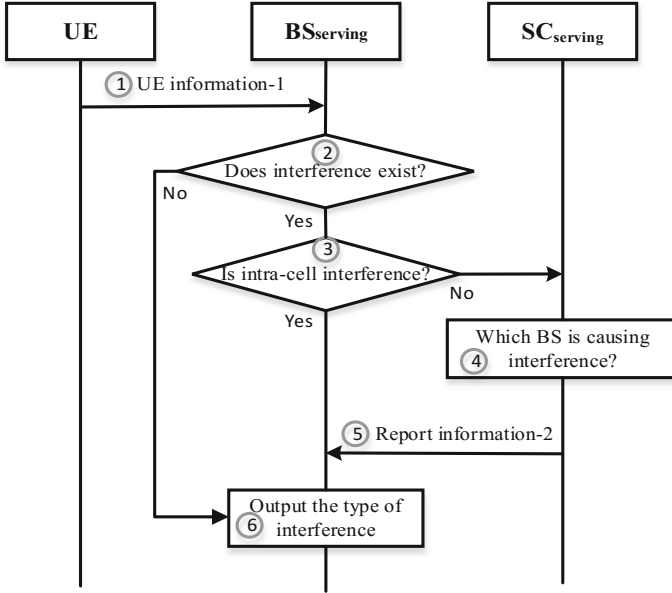 UE
BSserving
SCserving
1 UE information-1
2
Does interference exist?
No
Yes
3
Is intra-cell interference?
No
Yes
Which BS is causing
4 interference?
5 Report information-2
Output the type of
6 interference